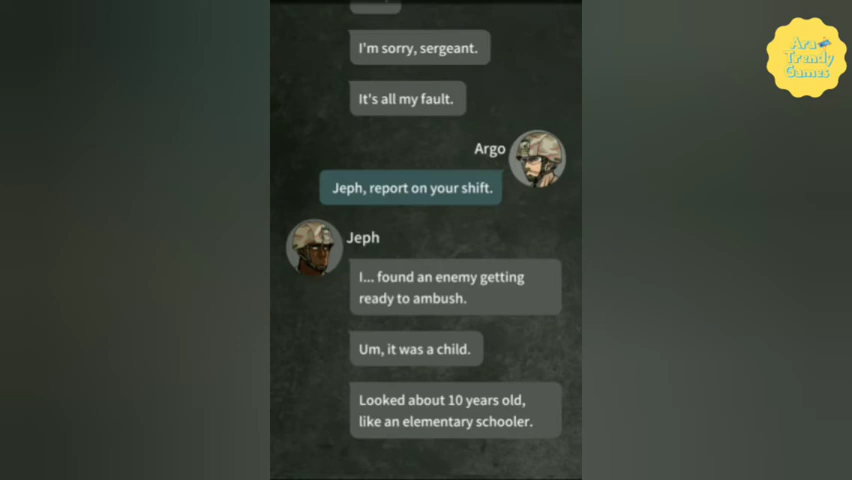 I'm sorry, sergeant.
It's all my fault.
Argo
Jeph, report on your shift.
Jeph
I... found an enemy getting
ready to ambush.
Um, it was a child.
Looked about 10 years old,
like an elementary schooler.
Ara
Trendy
Games